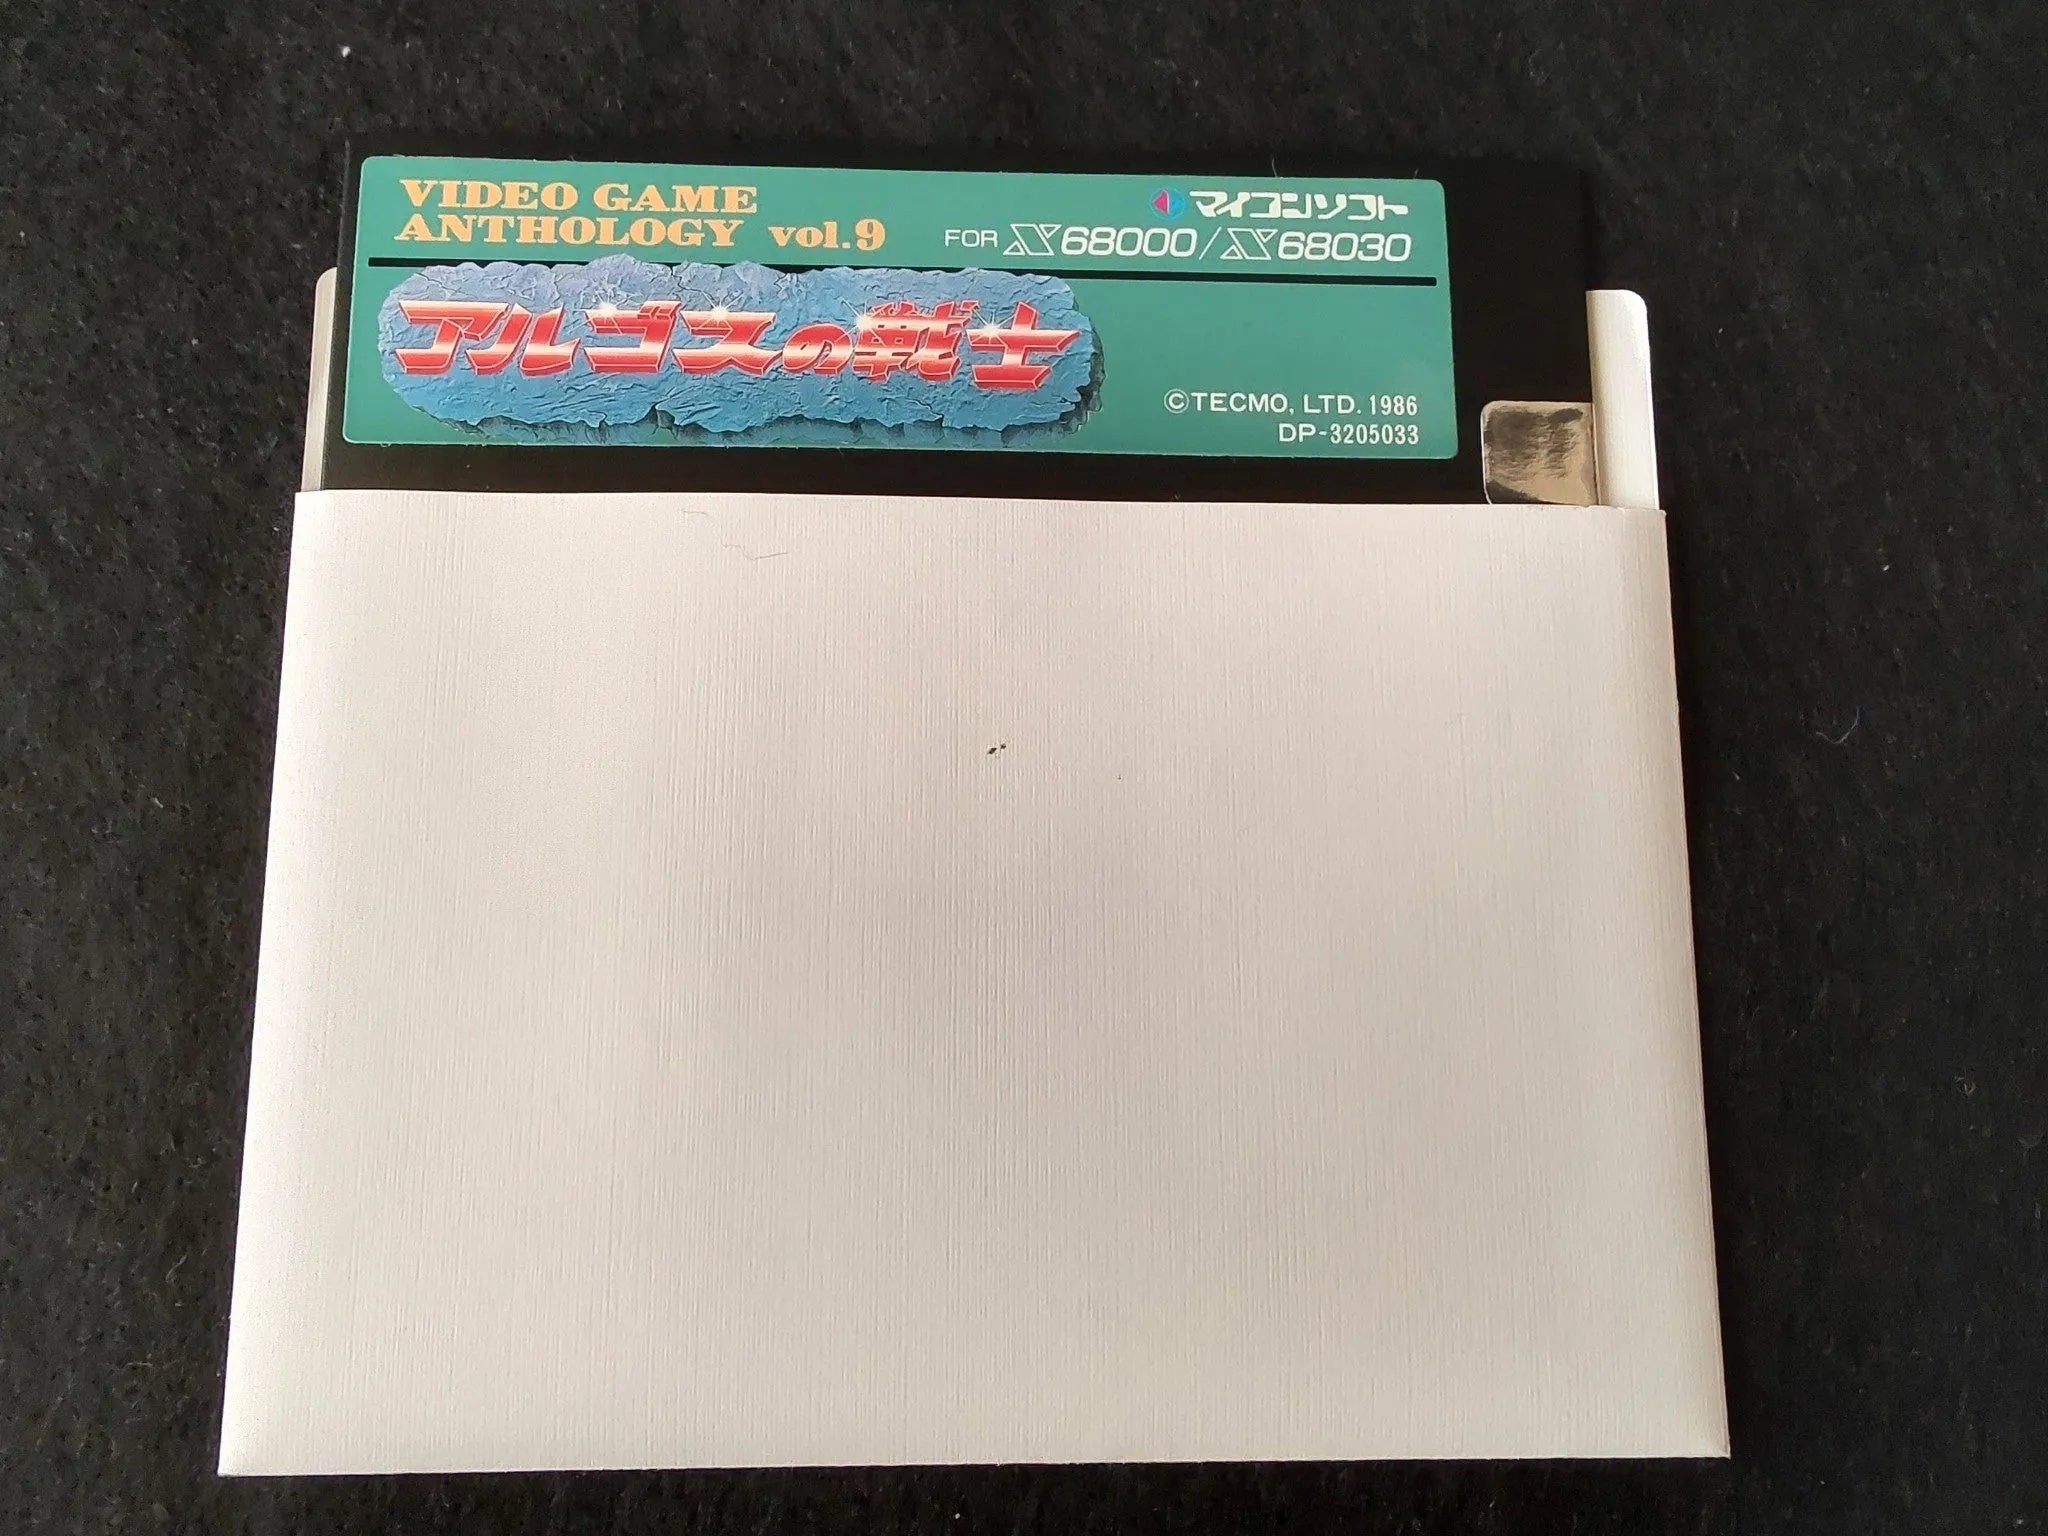 VIDEO GAME
ANTHOLOGY vol.9
マイコンソフト
FOR X68000/X68030
アルゴスの戦士
©TECMO, LTD. 1986
DP-3205033